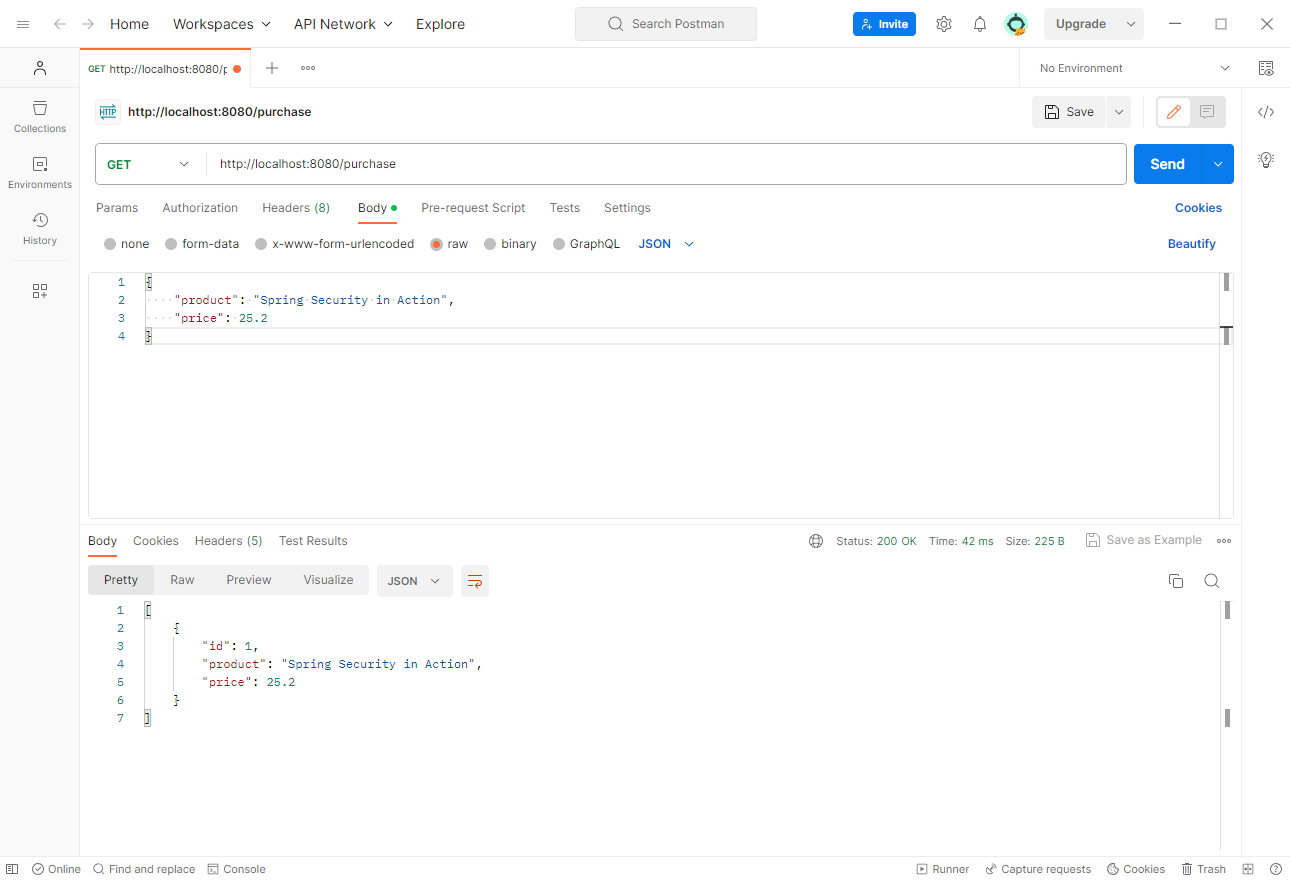 Home Workspaces API Network Explore Search Postman Invite Upgrade
GET http://localhost:8080/p No Environment
HTTP http://localhost:8080/purchase Save
Collections
Environments
History
GET http://localhost:8080/purchase Send
Params Authorization Headers (8) Body Pre-request Script Tests Settings Cookies
none form-data x-www-form-urlencoded raw binary GraphQL JSON Beautify
1 {
2 ····"product":·"Spring·Security·in·Action",
3 ····"price":·25.2
4 }
Body Cookies Headers (5) Test Results Status: 200 OK Time: 42 ms Size: 225 B Save as Example
Pretty Raw Preview Visualize JSON
1 [
2 {
3 "id": 1,
4 "product": "Spring Security in Action",
5 "price": 25.2
6 }
7 ]
Online Find and replace Console Runner Capture requests Cookies Trash